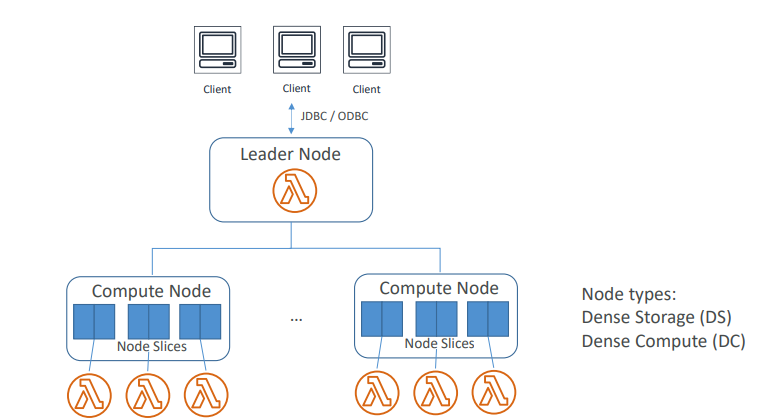 Client
Client
Client
JDBC / ODBC
Leader Node
Compute Node
Node Slices
...
Compute Node
Node Slices
Node types:
Dense Storage (DS)
Dense Compute (DC)